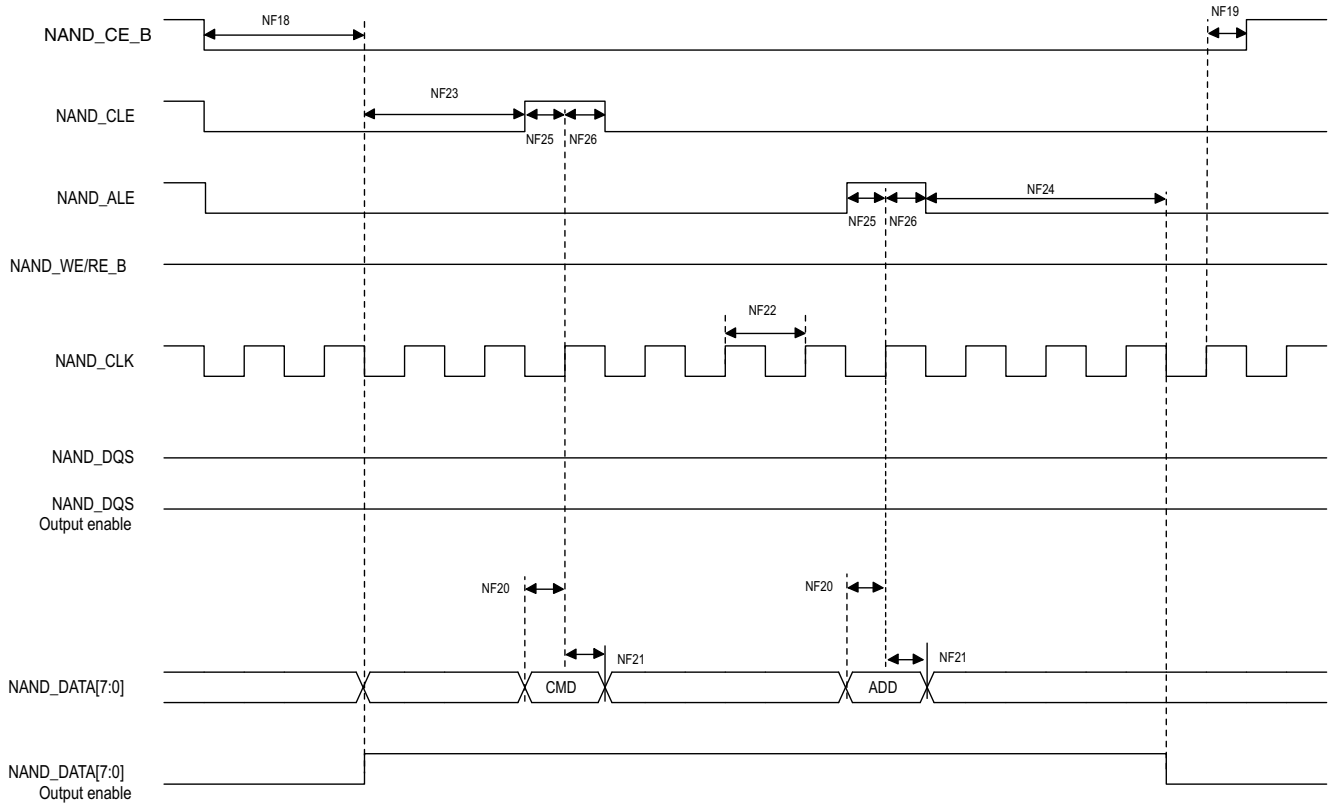 NF18
NF19
NAND_CE_B
NF23
NAND_CLE
NF25 NF26
NAND_ALE
NF24
NF25 NF26
NAND_WE/RE_B
NF22
NAND_CLK
NAND_DQS
NAND_DQS
Output enable
NF20
NF20
NF21
NF21
NAND_DATA[7:0]
CMD
ADD
NAND_DATA[7:0]
Output enable